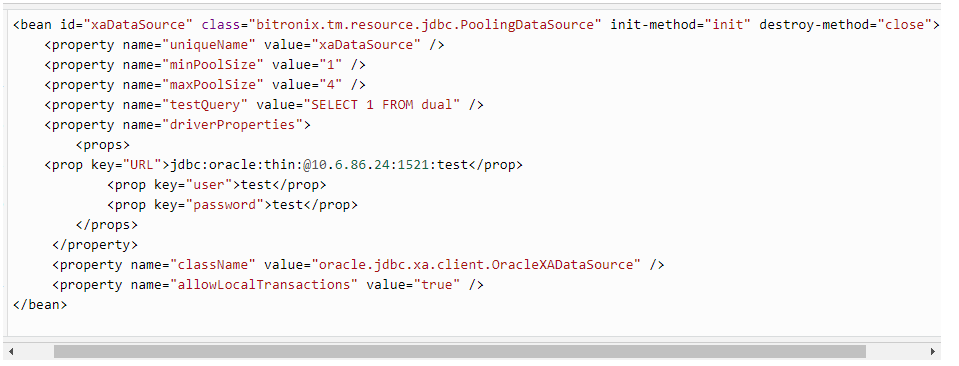 <bean id="xaDataSource" class="bitronix.tm.resource.jdbc.PoolingDataSource" init-method="init" destroy-method="close">
    <property name="uniqueName" value="xaDataSource" />
    <property name="minPoolSize" value="1" />
    <property name="maxPoolSize" value="4" />
    <property name="testQuery" value="SELECT 1 FROM dual" />
    <property name="driverProperties">
        <props>
    <prop key="URL">jdbc:oracle:thin:@10.6.86.24:1521:test</prop>
            <prop key="user">test</prop>
            <prop key="password">test</prop>
        </props>
     </property>
     <property name="className" value="oracle.jdbc.xa.client.OracleXADataSource" />
     <property name="allowLocalTransactions" value="true" />
</bean>